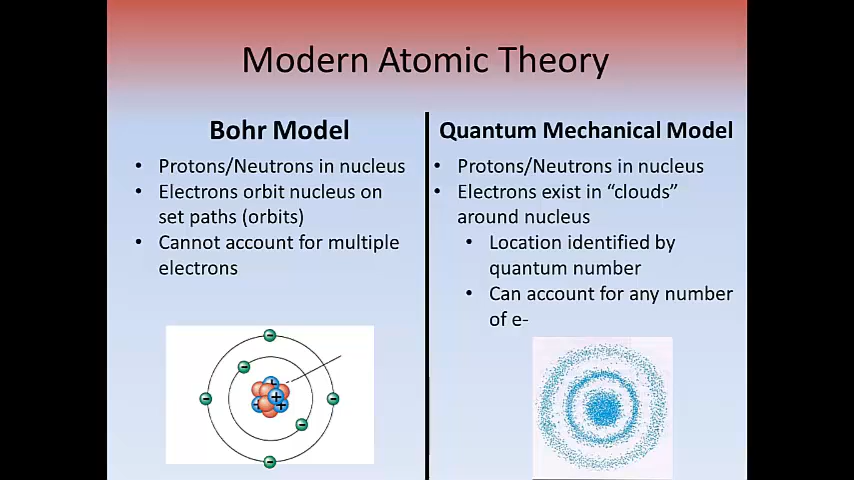 Modern Atomic Theory
Bohr Model
• Protons/Neutrons in nucleus
• Electrons orbit nucleus on
set paths (orbits)
• Cannot account for multiple
electrons
Quantum Mechanical Model
• Protons/Neutrons in nucleus
• Electrons exist in “clouds”
around nucleus
• Location identified by
quantum number
• Can account for any number
of e-